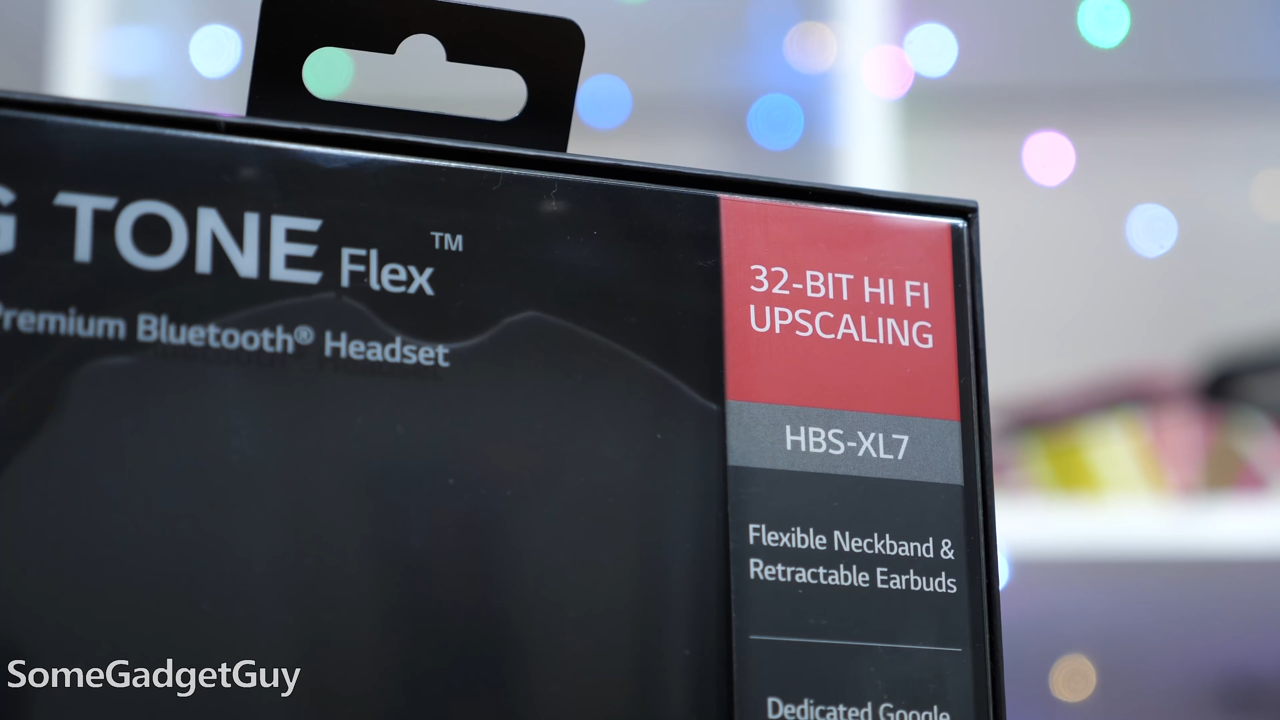 G TONE Flex™
Premium Bluetooth® Headset
32-BIT HI FI
UPSCALING
HBS-XL7
Flexible Neckband &
Retractable Earbuds
Dedicated Google
SomeGadgetGuy